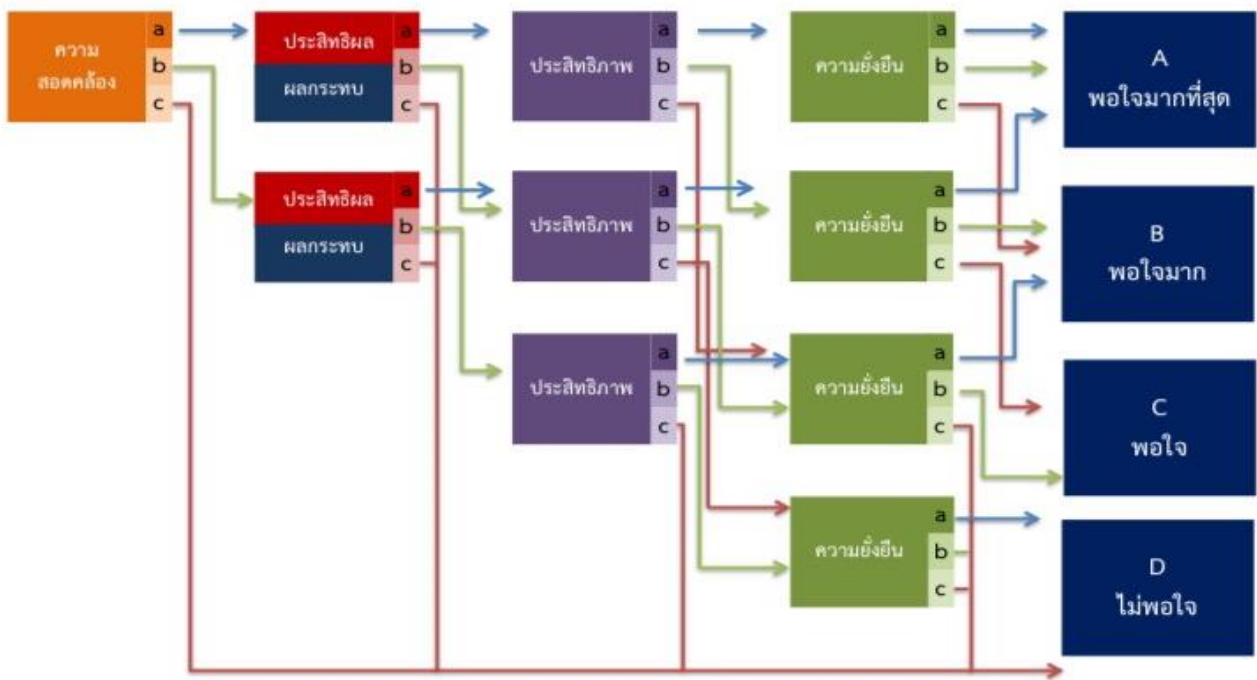 ความ
สอดคล้อง
a
b
c
ประสิทธิผล
ผลกระทบ
a
b
c
ประสิทธิภาพ
a
b
c
ความยั่งยืน
a
b
c
A
พอใจมากที่สุด
ประสิทธิผล
ผลกระทบ
a
b
c
ประสิทธิภาพ
a
b
c
ความยั่งยืน
a
b
c
B
พอใจมาก
ประสิทธิภาพ
a
b
c
ความยั่งยืน
a
b
c
C
พอใจ
ความยั่งยืน
a
b
c
D
ไม่พอใจ